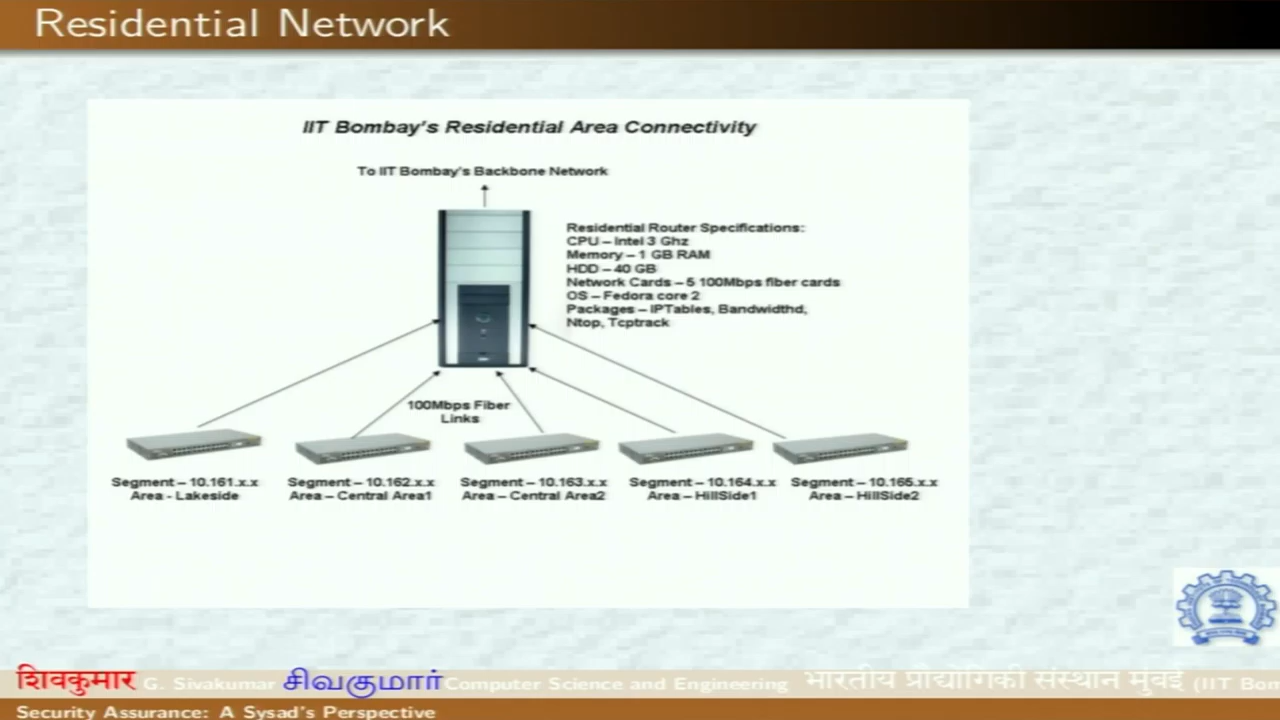 Residential Network
IIT Bombay's Residential Area Connectivity
To IIT Bombay's Backbone Network
Residential Router Specifications:
CPU – Intel 3 Ghz
Memory – 1 GB RAM
HDD – 40 GB
Network Cards – 5 100Mbps fiber cards
OS – Fedora core 2
Packages – IPTables, Bandwidthd,
Ntop, Tcptrack
100Mbps Fiber
Links
Segment – 10.161.x.x
Area - Lakeside
Segment – 10.162.x.x
Area – Central Area1
Segment – 10.163.x.x
Area – Central Area2
Segment – 10.164.x.x
Area – HillSide1
Segment – 10.165.x.x
Area – HillSide2
शिवकुमार G. Sivakumar சிவகுமார் Computer Science and Engineering भारतीय प्रौद्योगिकी संस्थान मुंबई (IIT Bom
Security Assurance: A Sysad's Perspective